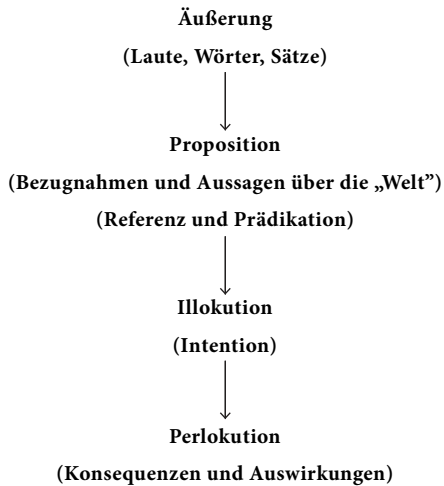 Äußerung
(Laute, Wörter, Sätze)
Proposition
(Bezugnahmen und Aussagen über die „Welt”)
(Referenz und Prädikation)
Illokution
(Intention)
Perlokution
(Konsequenzen und Auswirkungen)